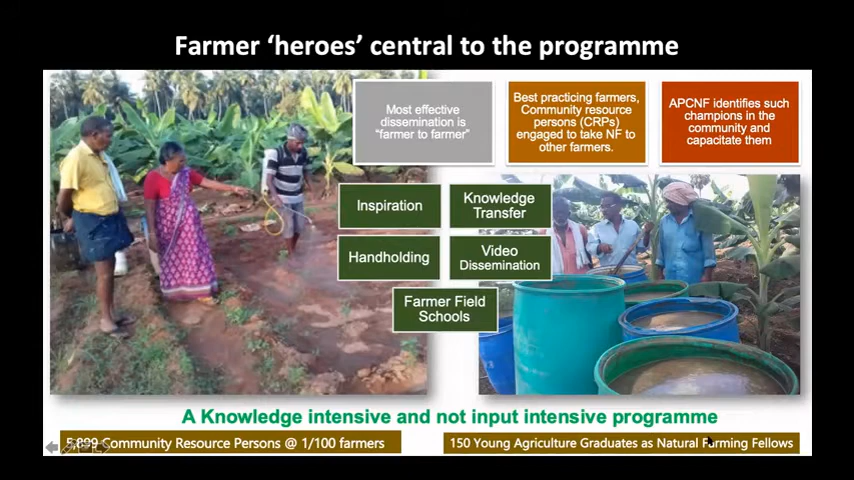 Farmer ‘heroes’ central to the programme
Most effective
dissemination is
“farmer to farmer”
Best practicing farmers,
Community resource
persons (CRPs)
engaged to take NF to
other farmers.
APCNF identifies such
champions in the
community and
capacitate them
Inspiration
Knowledge
Transfer
Handholding
Video
Dissemination
Farmer Field
Schools
A Knowledge intensive and not input intensive programme
5,899 Community Resource Persons @ 1/100 farmers
150 Young Agriculture Graduates as Natural Farming Fellows